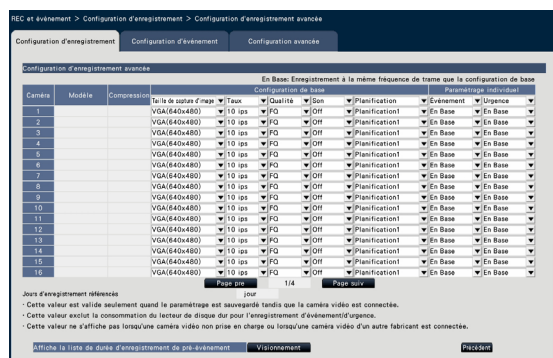 REC et événement > Configuration d'enregistrement > Configuration d'enregistrement avancée
Configuration d'enregistrement Configuration d'événement Configuration avancée
Configuration d'enregistrement avancée
En Base: Enregistrement à la même fréquence de trame que la configuration de base
Caméra Modèle Compression Configuration de base Paramétrage individuel
Taille de capture d'image Taux Qualité Son Planification Evénement Urgence
1 VGA(640x480) 10 ips FQ Off Planification1 En Base En Base
2 VGA(640x480) 10 ips FQ Off Planification1 En Base En Base
3 VGA(640x480) 10 ips FQ Off Planification1 En Base En Base
4 VGA(640x480) 10 ips FQ Off Planification1 En Base En Base
5 VGA(640x480) 10 ips FQ Off Planification1 En Base En Base
6 VGA(640x480) 10 ips FQ Off Planification1 En Base En Base
7 VGA(640x480) 10 ips FQ Off Planification1 En Base En Base
8 VGA(640x480) 10 ips FQ Off Planification1 En Base En Base
9 VGA(640x480) 10 ips FQ Off Planification1 En Base En Base
10 VGA(640x480) 10 ips FQ Off Planification1 En Base En Base
11 VGA(640x480) 10 ips FQ Off Planification1 En Base En Base
12 VGA(640x480) 10 ips FQ Off Planification1 En Base En Base
13 VGA(640x480) 10 ips FQ Off Planification1 En Base En Base
14 VGA(640x480) 10 ips FQ Off Planification1 En Base En Base
15 VGA(640x480) 10 ips FQ Off Planification1 En Base En Base
16 VGA(640x480) 10 ips FQ Off Planification1 En Base En Base
Page pre 1/4 Page suiv
Jours d'enregistrement référencés jour
· Cette valeur est valide seulement quand le paramétrage est sauvegardé tandis que la caméra vidéo est connectée.
· Cette valeur exclut la consommation du lecteur de disque dur pour l'enregistrement d'événement/d'urgence.
· Cette valeur ne s'affiche pas lorsqu'une caméra vidéo non prise en charge ou lorsqu'une caméra vidéo d'un autre fabricant est connectée.
Affiche la liste de durée d'enregistrement de pré-événement Visionnement Précédent